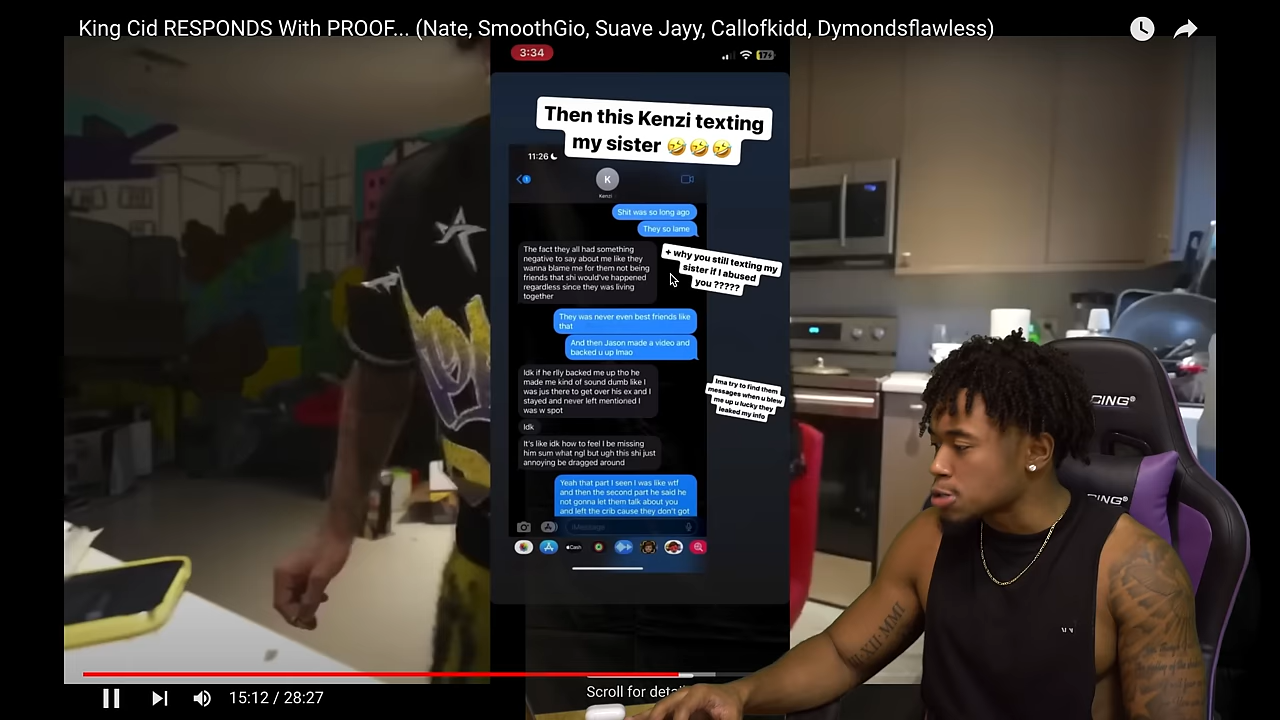 King Cid RESPONDS With PROOF... (Nate, SmoothGio, Suave Jayy, Callofkidd, Dymondsflawless)
3:34
17
Then this Kenzi texting
my sister 🤣🤣🤣
11:26
1
K
Kenzi
Shit was so long ago
They so lame
The fact they all had something
negative to say about me like they
wanna blame me for them not being
friends that shi would've happened
regardless since they was living
together
+ why you still texting my
sister if I abused
you ?????
They was never even best friends like
that
And then Jason made a video and
backed u up lmao
Idk if he rlly backed me up tho he
made me kind of sound dumb like I
was jus there to get over his ex and I
stayed and never left mentioned I
was w spot
Ima try to find them
messages when u blew
me up u lucky they
leaked my info
Idk
It's like idk how to feel I be missing
him sum what ngl but ugh this shi just
annoying be dragged around
Yeah that part I seen I was like wtf
and then the second part he said he
not gonna let them talk about you
and left the crib cause they don't got
iMessage
Cash
15:12 / 28:27
Scroll for deta